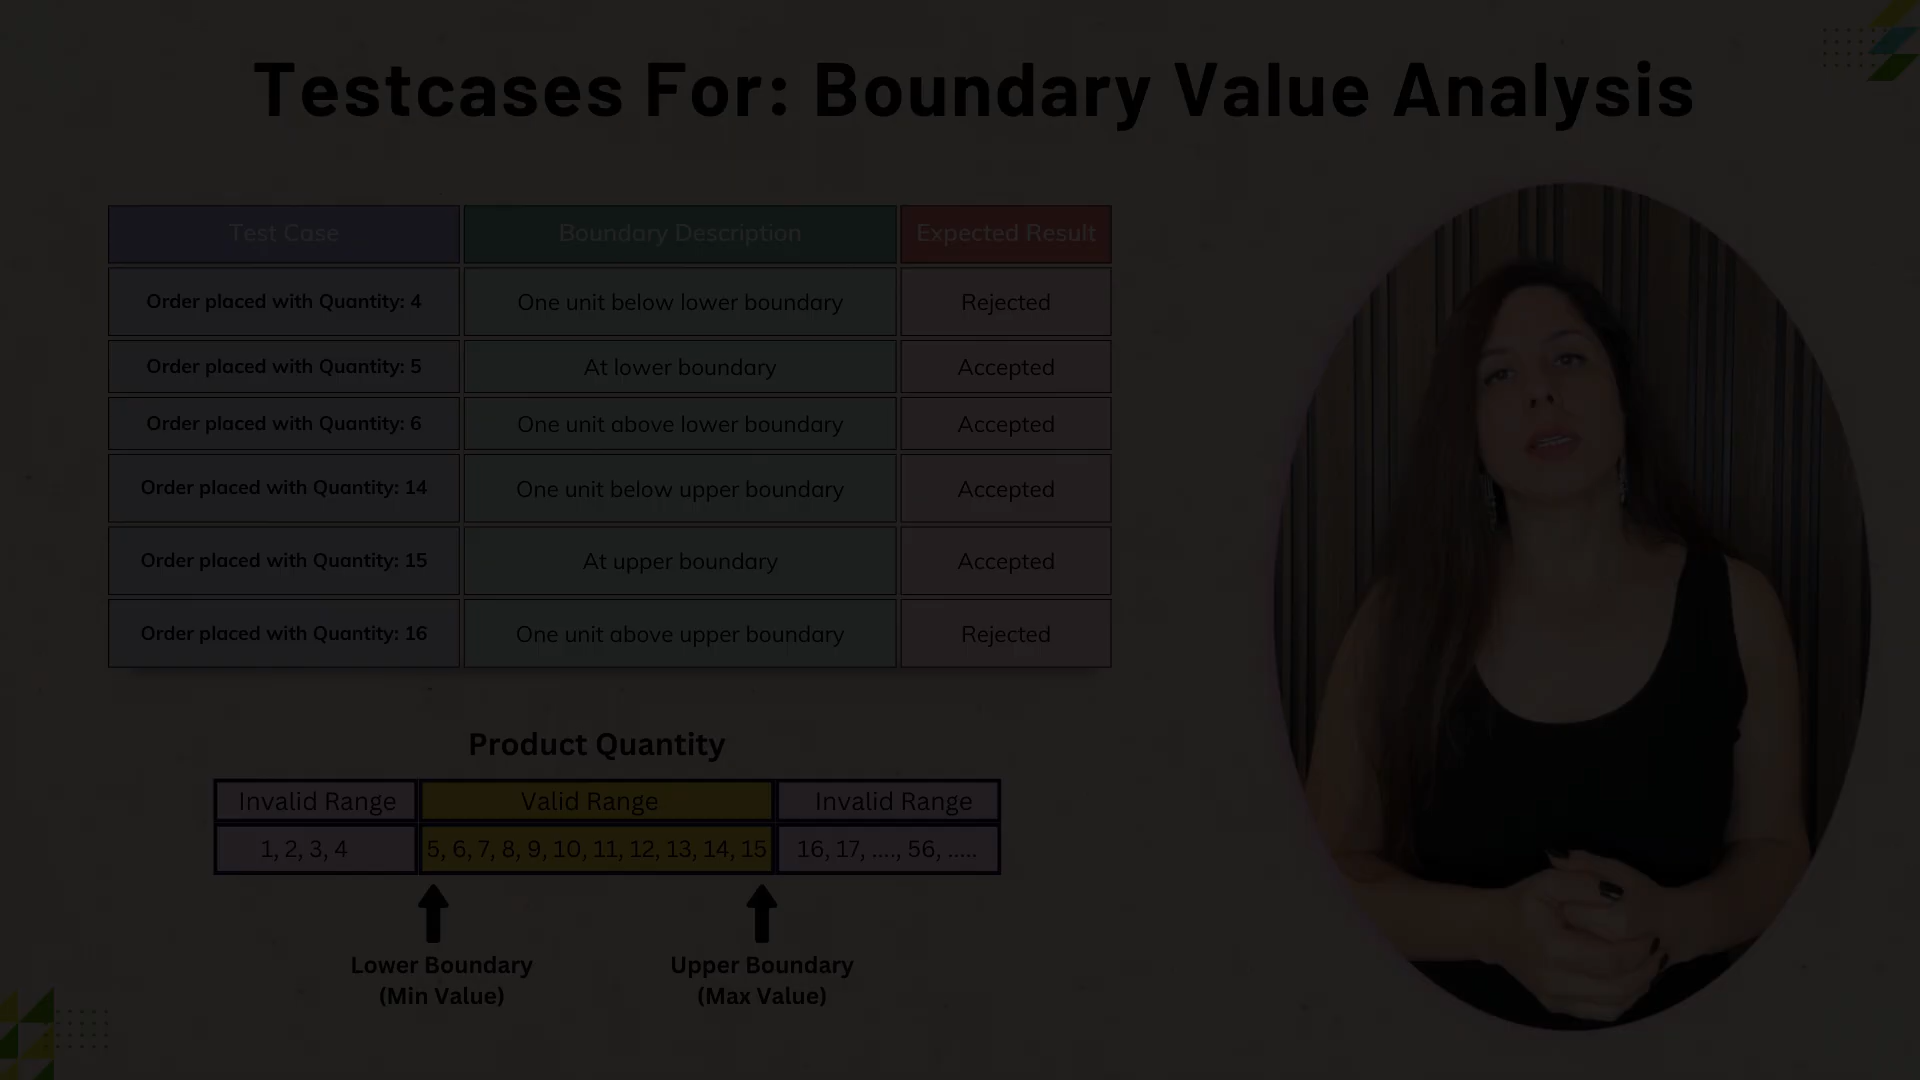 Testcases For: Boundary Value Analysis
Test Case Boundary Description Expected Result
Order placed with Quantity: 4 One unit below lower boundary Rejected
Order placed with Quantity: 5 At lower boundary Accepted
Order placed with Quantity: 6 One unit above lower boundary Accepted
Order placed with Quantity: 14 One unit below upper boundary Accepted
Order placed with Quantity: 15 At upper boundary Accepted
Order placed with Quantity: 16 One unit above upper boundary Rejected
Product Quantity
Invalid Range Valid Range Invalid Range
1, 2, 3, 4 5, 6, 7, 8, 9, 10, 11, 12, 13, 14, 15 16, 17, ...., 56, .....
Lower Boundary Upper Boundary
(Min Value) (Max Value)